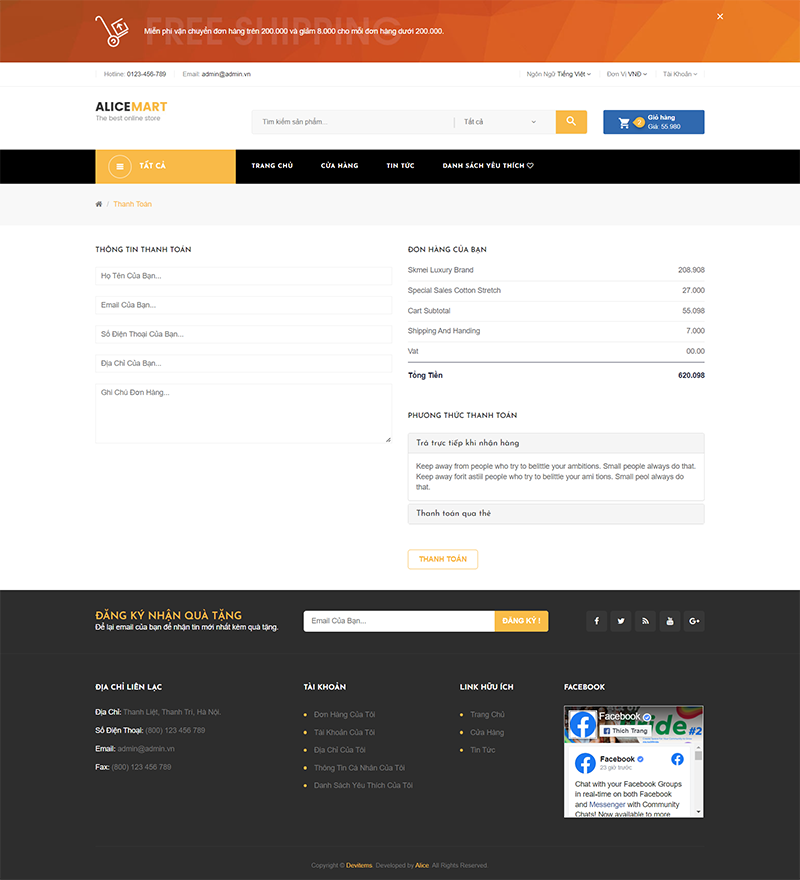 FREE SHIPPING
Miễn phí vận chuyển đơn hàng trên 200.000 và giảm 8.000 cho mỗi đơn hàng dưới 200.000.
Hotline: 0123-456-789 Email: admin@admin.vn Ngôn Ngữ Tiếng Việt Đơn Vị VNĐ Tài Khoản
ALICEMART
The best online store
Tìm kiếm sản phẩm... Tất cả
2 Giỏ hàng
Giá: 55.980
TẤT CẢ TRANG CHỦ CỬA HÀNG TIN TỨC DANH SÁCH YÊU THÍCH
/ Thanh Toán
THÔNG TIN THANH TOÁN
Họ Tên Của Bạn...
Email Của Bạn...
Số Điện Thoại Của Bạn...
Địa Chỉ Của Bạn...
Ghi Chú Đơn Hàng...
ĐƠN HÀNG CỦA BẠN
Skmei Luxury Brand 208.908
Special Sales Cotton Stretch 27.000
Cart Subtotal 55.098
Shipping And Handing 7.000
Vat 00.00
Tổng Tiền 620.098
PHƯƠNG THỨC THANH TOÁN
Trả trực tiếp khi nhận hàng
Keep away from people who try to belittle your ambitions. Small people always do that.
Keep away forit astiil people who try to belittle your ami tions. Small peol always do
that.
Thanh toán qua thẻ
THANH TOÁN
ĐĂNG KÝ NHẬN QUÀ TẶNG
Để lại email của bạn để nhận tin mới nhất kèm quà tặng.
Email Của Bạn... ĐĂNG KÝ !
ĐỊA CHỈ LIÊN LẠC
Địa Chỉ: Thanh Liệt, Thanh Trì, Hà Nội.
Số Điện Thoại: (800) 123 456 789
Email: admin@admin.vn
Fax: (800) 123 456 789
TÀI KHOẢN
Đơn Hàng Của Tôi
Tài Khoản Của Tôi
Địa Chỉ Của Tôi
Thông Tin Cá Nhân Của Tôi
Danh Sách Yêu Thích Của Tôi
LINK HỮU ÍCH
Trang Chủ
Cửa Hàng
Tin Tức
FACEBOOK
Facebook
Thích Trang
#2
Facebook
23 giờ trước
Chat with your Facebook Groups
in real-time on both Facebook
and Messenger with Community
Chats! Now available to more
Copyright © Devitems. Developed by Alice. All Rights Reserved